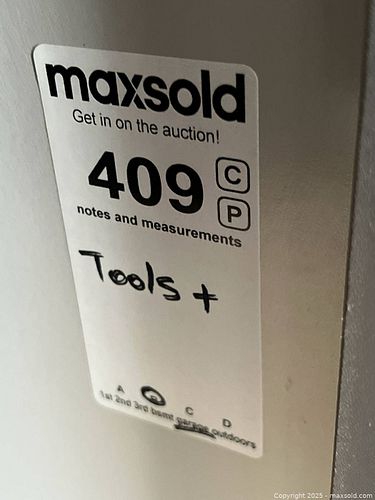 maxsold
Get in on the auction!
409 C
P
notes and measurements
Tools +
A C D
1st 2nd 3rd bsmt garage outdoors
Copyright 2025 - maxsold.com